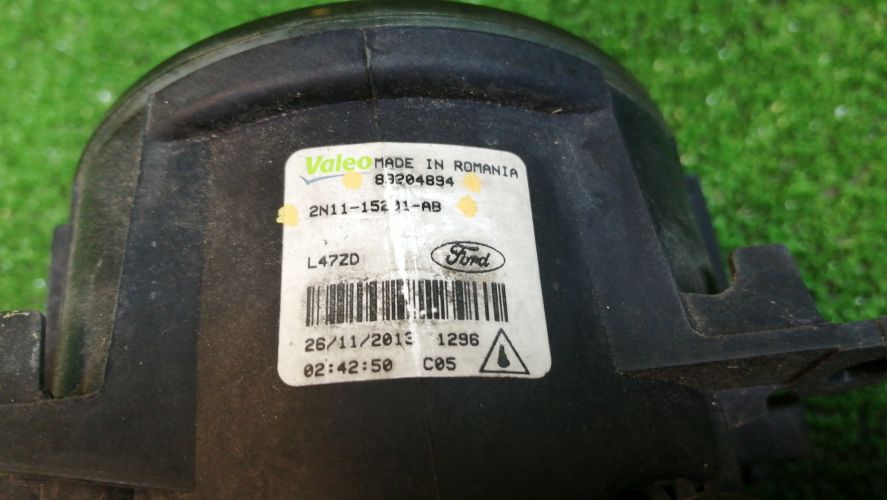 Valeo MADE IN ROMANIA
89204894
2N11-15201-AB
L47ZD
Ford
26/11/2013 1296
02:42:50 C05